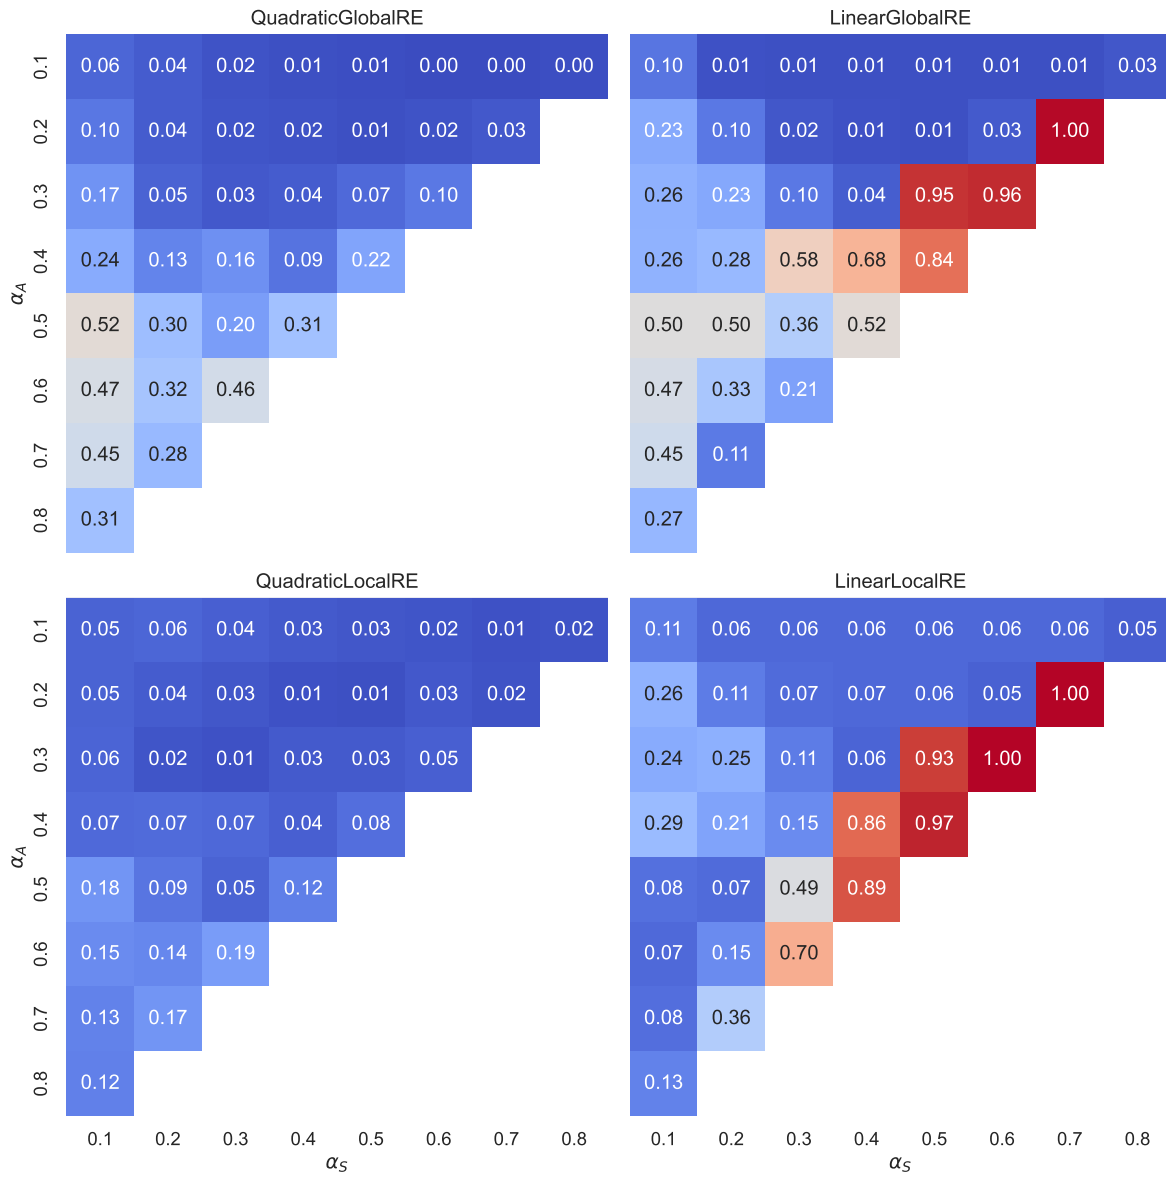 QuadraticGlobalRE
0.1 0.06 0.04 0.02 0.01 0.01 0.00 0.00 0.00
0.2 0.10 0.04 0.02 0.02 0.01 0.02 0.03
0.3 0.17 0.05 0.03 0.04 0.07 0.10
0.4 0.24 0.13 0.16 0.09 0.22
α_A
0.5 0.52 0.30 0.20 0.31
0.6 0.47 0.32 0.46
0.7 0.45 0.28
0.8 0.31
LinearGlobalRE
0.10 0.01 0.01 0.01 0.01 0.01 0.01 0.03
0.23 0.10 0.02 0.01 0.01 0.03 1.00
0.26 0.23 0.10 0.04 0.95 0.96
0.26 0.28 0.58 0.68 0.84
0.50 0.50 0.36 0.52
0.47 0.33 0.21
0.45 0.11
0.27
QuadraticLocalRE
0.1 0.05 0.06 0.04 0.03 0.03 0.02 0.01 0.02
0.2 0.05 0.04 0.03 0.01 0.01 0.03 0.02
0.3 0.06 0.02 0.01 0.03 0.03 0.05
0.4 0.07 0.07 0.07 0.04 0.08
α_A
0.5 0.18 0.09 0.05 0.12
0.6 0.15 0.14 0.19
0.7 0.13 0.17
0.8 0.12
0.1 0.2 0.3 0.4 0.5 0.6 0.7 0.8
α_S
LinearLocalRE
0.11 0.06 0.06 0.06 0.06 0.06 0.06 0.05
0.26 0.11 0.07 0.07 0.06 0.05 1.00
0.24 0.25 0.11 0.06 0.93 1.00
0.29 0.21 0.15 0.86 0.97
0.08 0.07 0.49 0.89
0.07 0.15 0.70
0.08 0.36
0.13
0.1 0.2 0.3 0.4 0.5 0.6 0.7 0.8
α_S